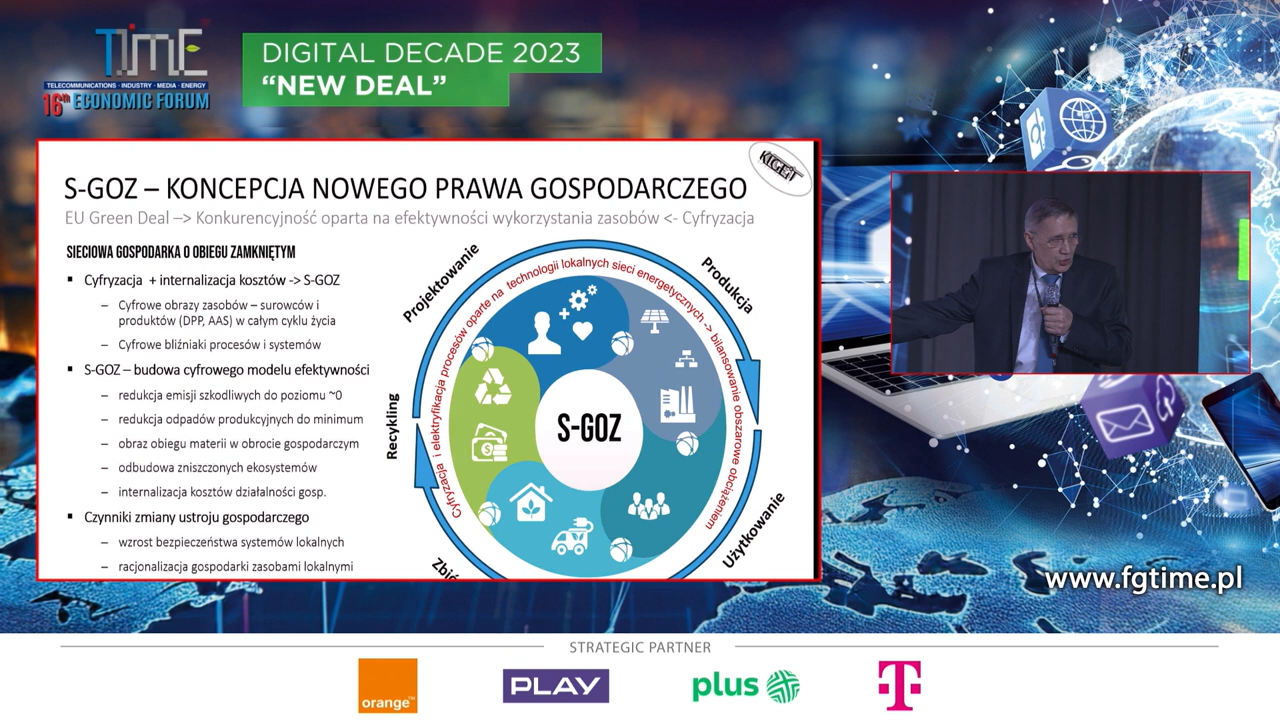 TIME
TELECOMMUNICATIONS · INDUSTRY · MEDIA · ENERGY
16th ECONOMIC FORUM
DIGITAL DECADE 2023
“NEW DEAL”
KIGEiT
S-GOZ – KONCEPCJA NOWEGO PRAWA GOSPODARCZEGO
EU Green Deal –> Konkurencyjność oparta na efektywności wykorzystania zasobów <- Cyfryzacja
SIECIOWA GOSPODARKA O OBIEGU ZAMKNIĘTYM
▪ Cyfryzacja + internalizacja kosztów -> S-GOZ
– Cyfrowe obrazy zasobów – surowców i
produktów (DPP, AAS) w całym cyklu życia
– Cyfrowe bliźniaki procesów i systemów
▪ S-GOZ – budowa cyfrowego modelu efektywności
– redukcja emisji szkodliwych do poziomu ~0
– redukcja odpadów produkcyjnych do minimum
– obraz obiegu materii w obrocie gospodarczym
– odbudowa zniszczonych ekosystemów
– internalizacja kosztów działalności gosp.
▪ Czynniki zmiany ustroju gospodarczego
– wzrost bezpieczeństwa systemów lokalnych
– racjonalizacja gospodarki zasobami lokalnymi
Projektowanie
Produkcja
Użytkowanie
Zbió
Recykling
Cyfryzacja i elektryfikacja procesów oparte na technologii lokalnych sieci energetycznych -> bilansowanie obszarowe obciążeniem
S-GOZ
www.fgtime.pl
STRATEGIC PARTNER
orange™
PLAY
plus
T